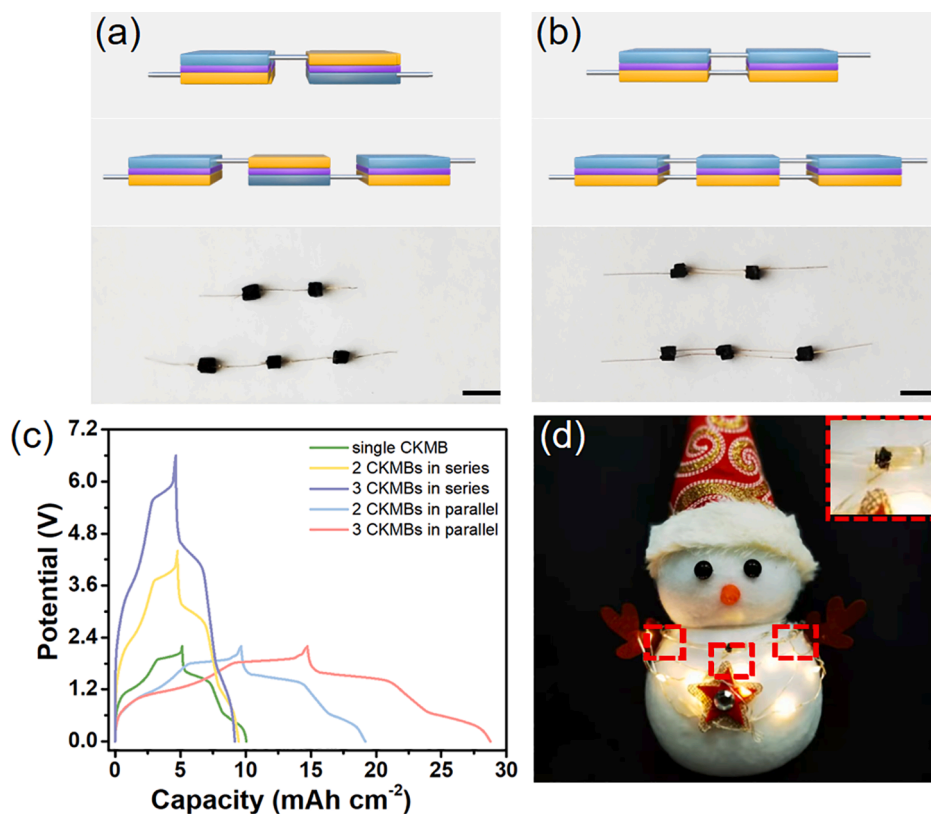 (a)
(b)
(c)
7.2
6.0
4.8
3.6
2.4
1.2
0.0
Potential (V)
single CKMB
2 CKMBs in series
3 CKMBs in series
2 CKMBs in parallel
3 CKMBs in parallel
0 5 10 15 20 25 30
Capacity (mAh cm⁻²)
(d)